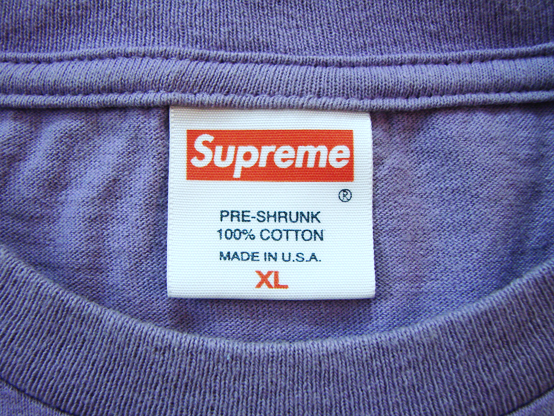 Supreme
®
PRE-SHRUNK
100% COTTON
MADE IN U.S.A.
XL